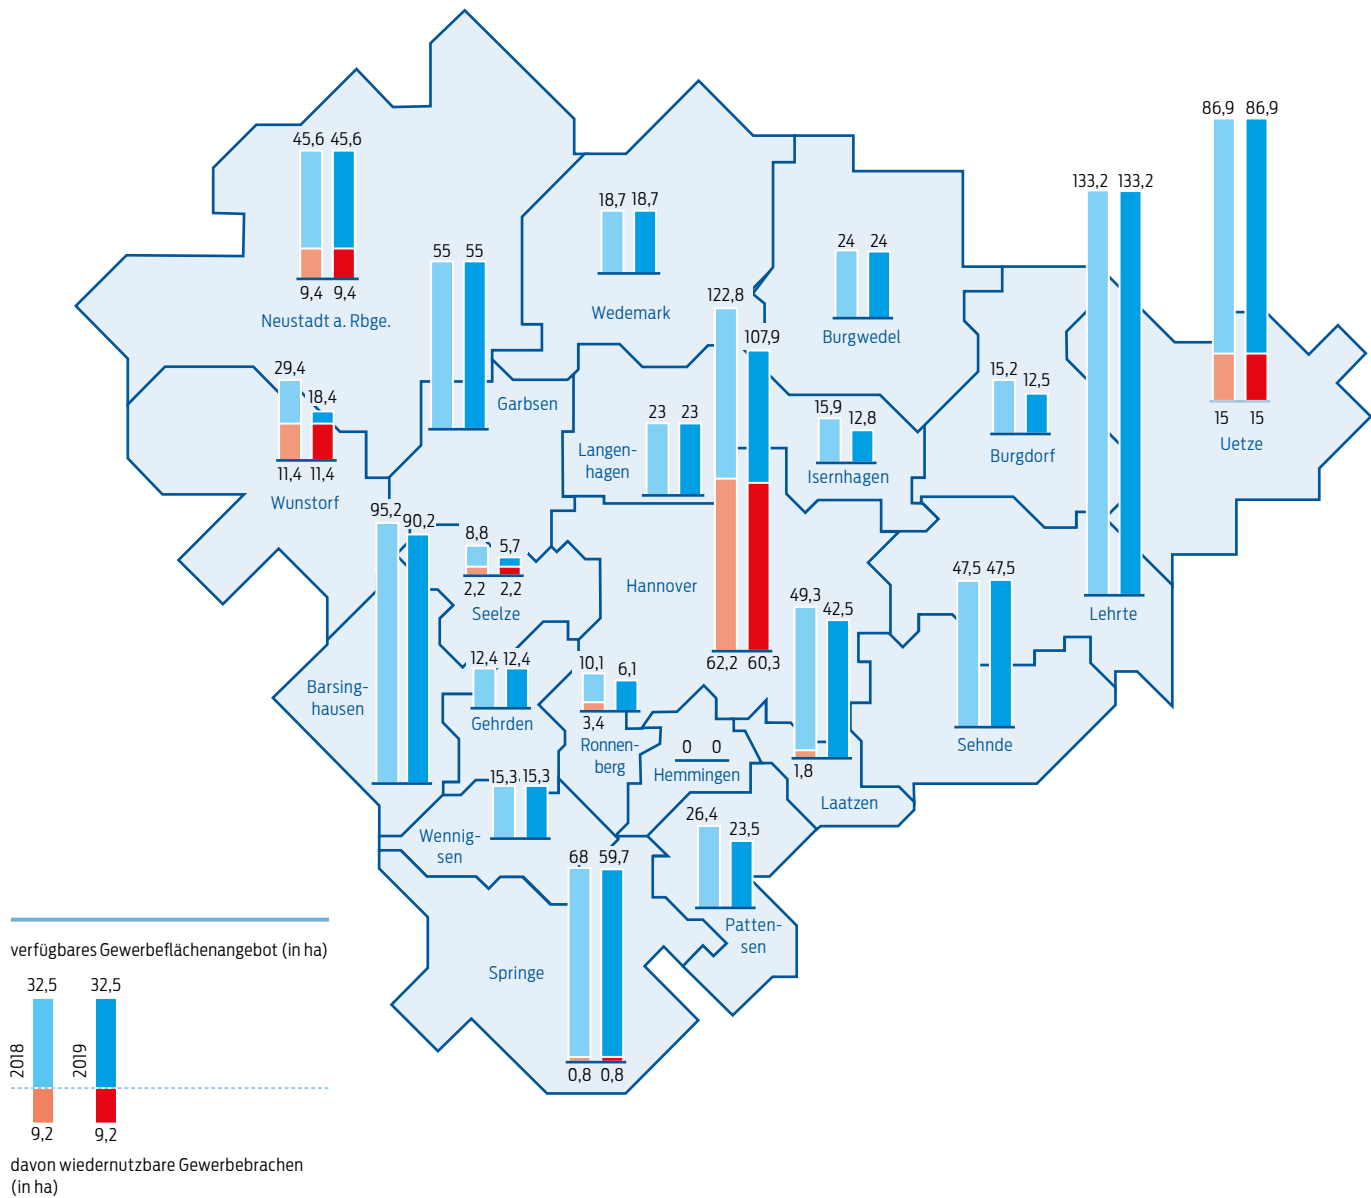 86,9 86,9
15 15
Uetze
45,6 45,6
9,4 9,4
Neustadt a. Rbge.
133,2 133,2
Lehrte
18,7 18,7
Wedemark
24 24
Burgwedel
55 55
Garbsen
122,8
107,9
62,2 60,3
Hannover
29,4
18,4
11,4 11,4
Wunstorf
15,2
12,5
Burgdorf
15,9
12,8
Isernhagen
23 23
Langen-
hagen
95,2
90,2
Barsing-
hausen
8,8
5,7
2,2 2,2
Seelze
47,5 47,5
Sehnde
49,3
42,5
1,8
Laatzen
12,4 12,4
Gehrden
10,1
6,1
3,4
Ronnen-
berg
0 0
Hemmingen
15,3 15,3
Wennig-
sen
26,4
23,5
Patten-
sen
68 59,7
0,8 0,8
Springe
verfügbares Gewerbeflächenangebot (in ha)
32,5 32,5
2018 2019
9,2 9,2
davon wiedernutzbare Gewerbebrachen
(in ha)